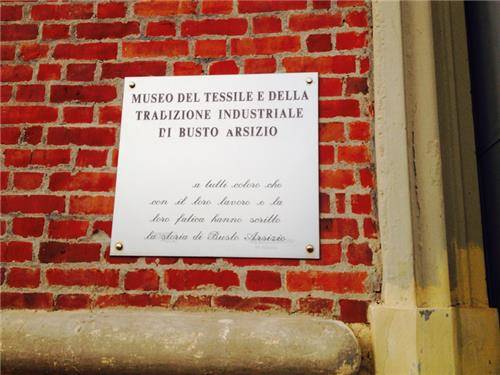 MUSEO DEL TESSILE E DELLA
TRADIZIONE INDUSTRIALE
DI BUSTO ARSIZIO
a tutti coloro che
con il loro lavoro e la
loro fatica hanno scritto
la storia di Busto Arsizio